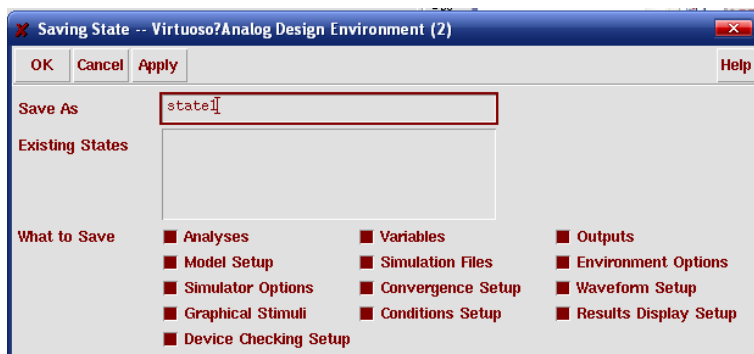 Saving State -- Virtuoso?Analog Design Environment (2)
OK Cancel Apply Help
Save As state1
Existing States
What to Save Analyses Variables Outputs
Model Setup Simulation Files Environment Options
Simulator Options Convergence Setup Waveform Setup
Graphical Stimuli Conditions Setup Results Display Setup
Device Checking Setup